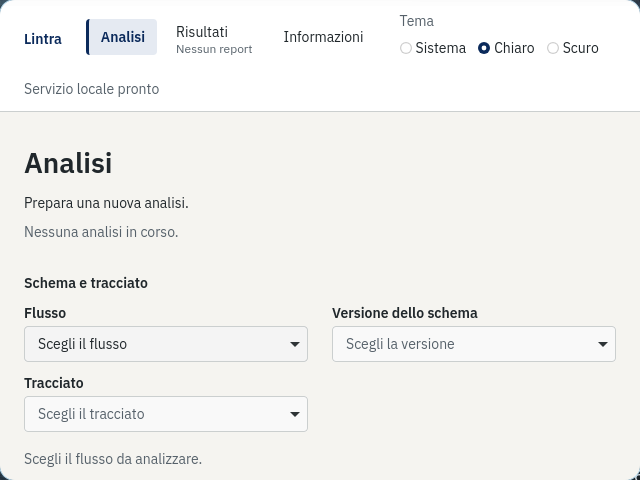 Lintra
Analisi
Risultati
Nessun report
Informazioni
Tema
Sistema
Chiaro
Scuro
Servizio locale pronto
Analisi
Prepara una nuova analisi.
Nessuna analisi in corso.
Schema e tracciato
Flusso
Versione dello schema
Scegli il flusso
Scegli la versione
Tracciato
Scegli il tracciato
Scegli il flusso da analizzare.